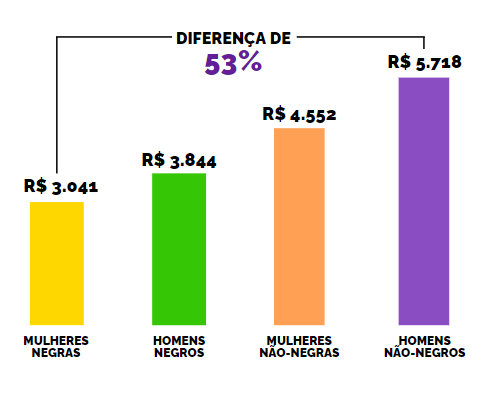 DIFERENÇA DE
53%
R$ 5.718
R$ 4.552
R$ 3.844
R$ 3.041
MULHERES
NEGRAS
HOMENS
NEGROS
MULHERES
NÃO-NEGRAS
HOMENS
NÃO-NEGROS